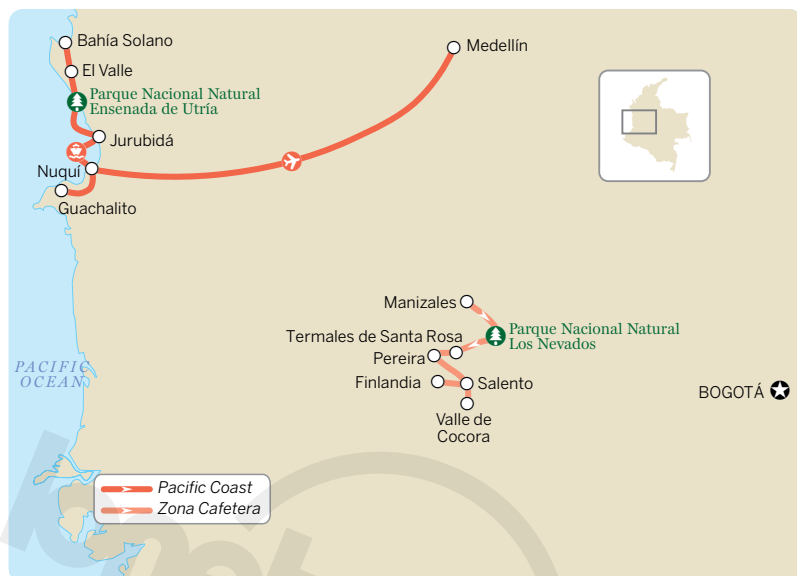 Bahía Solano
Medellín
El Valle
Parque Nacional Natural
Ensenada de Utría
Jurubidá
Nuquí
Guachalito
Manizales
Parque Nacional Natural
Los Nevados
Termales de Santa Rosa
Pereira
PACIFIC
OCEAN
Finlandia
Salento
BOGOTÁ
Valle de
Cocora
Pacific Coast
Zona Cafetera